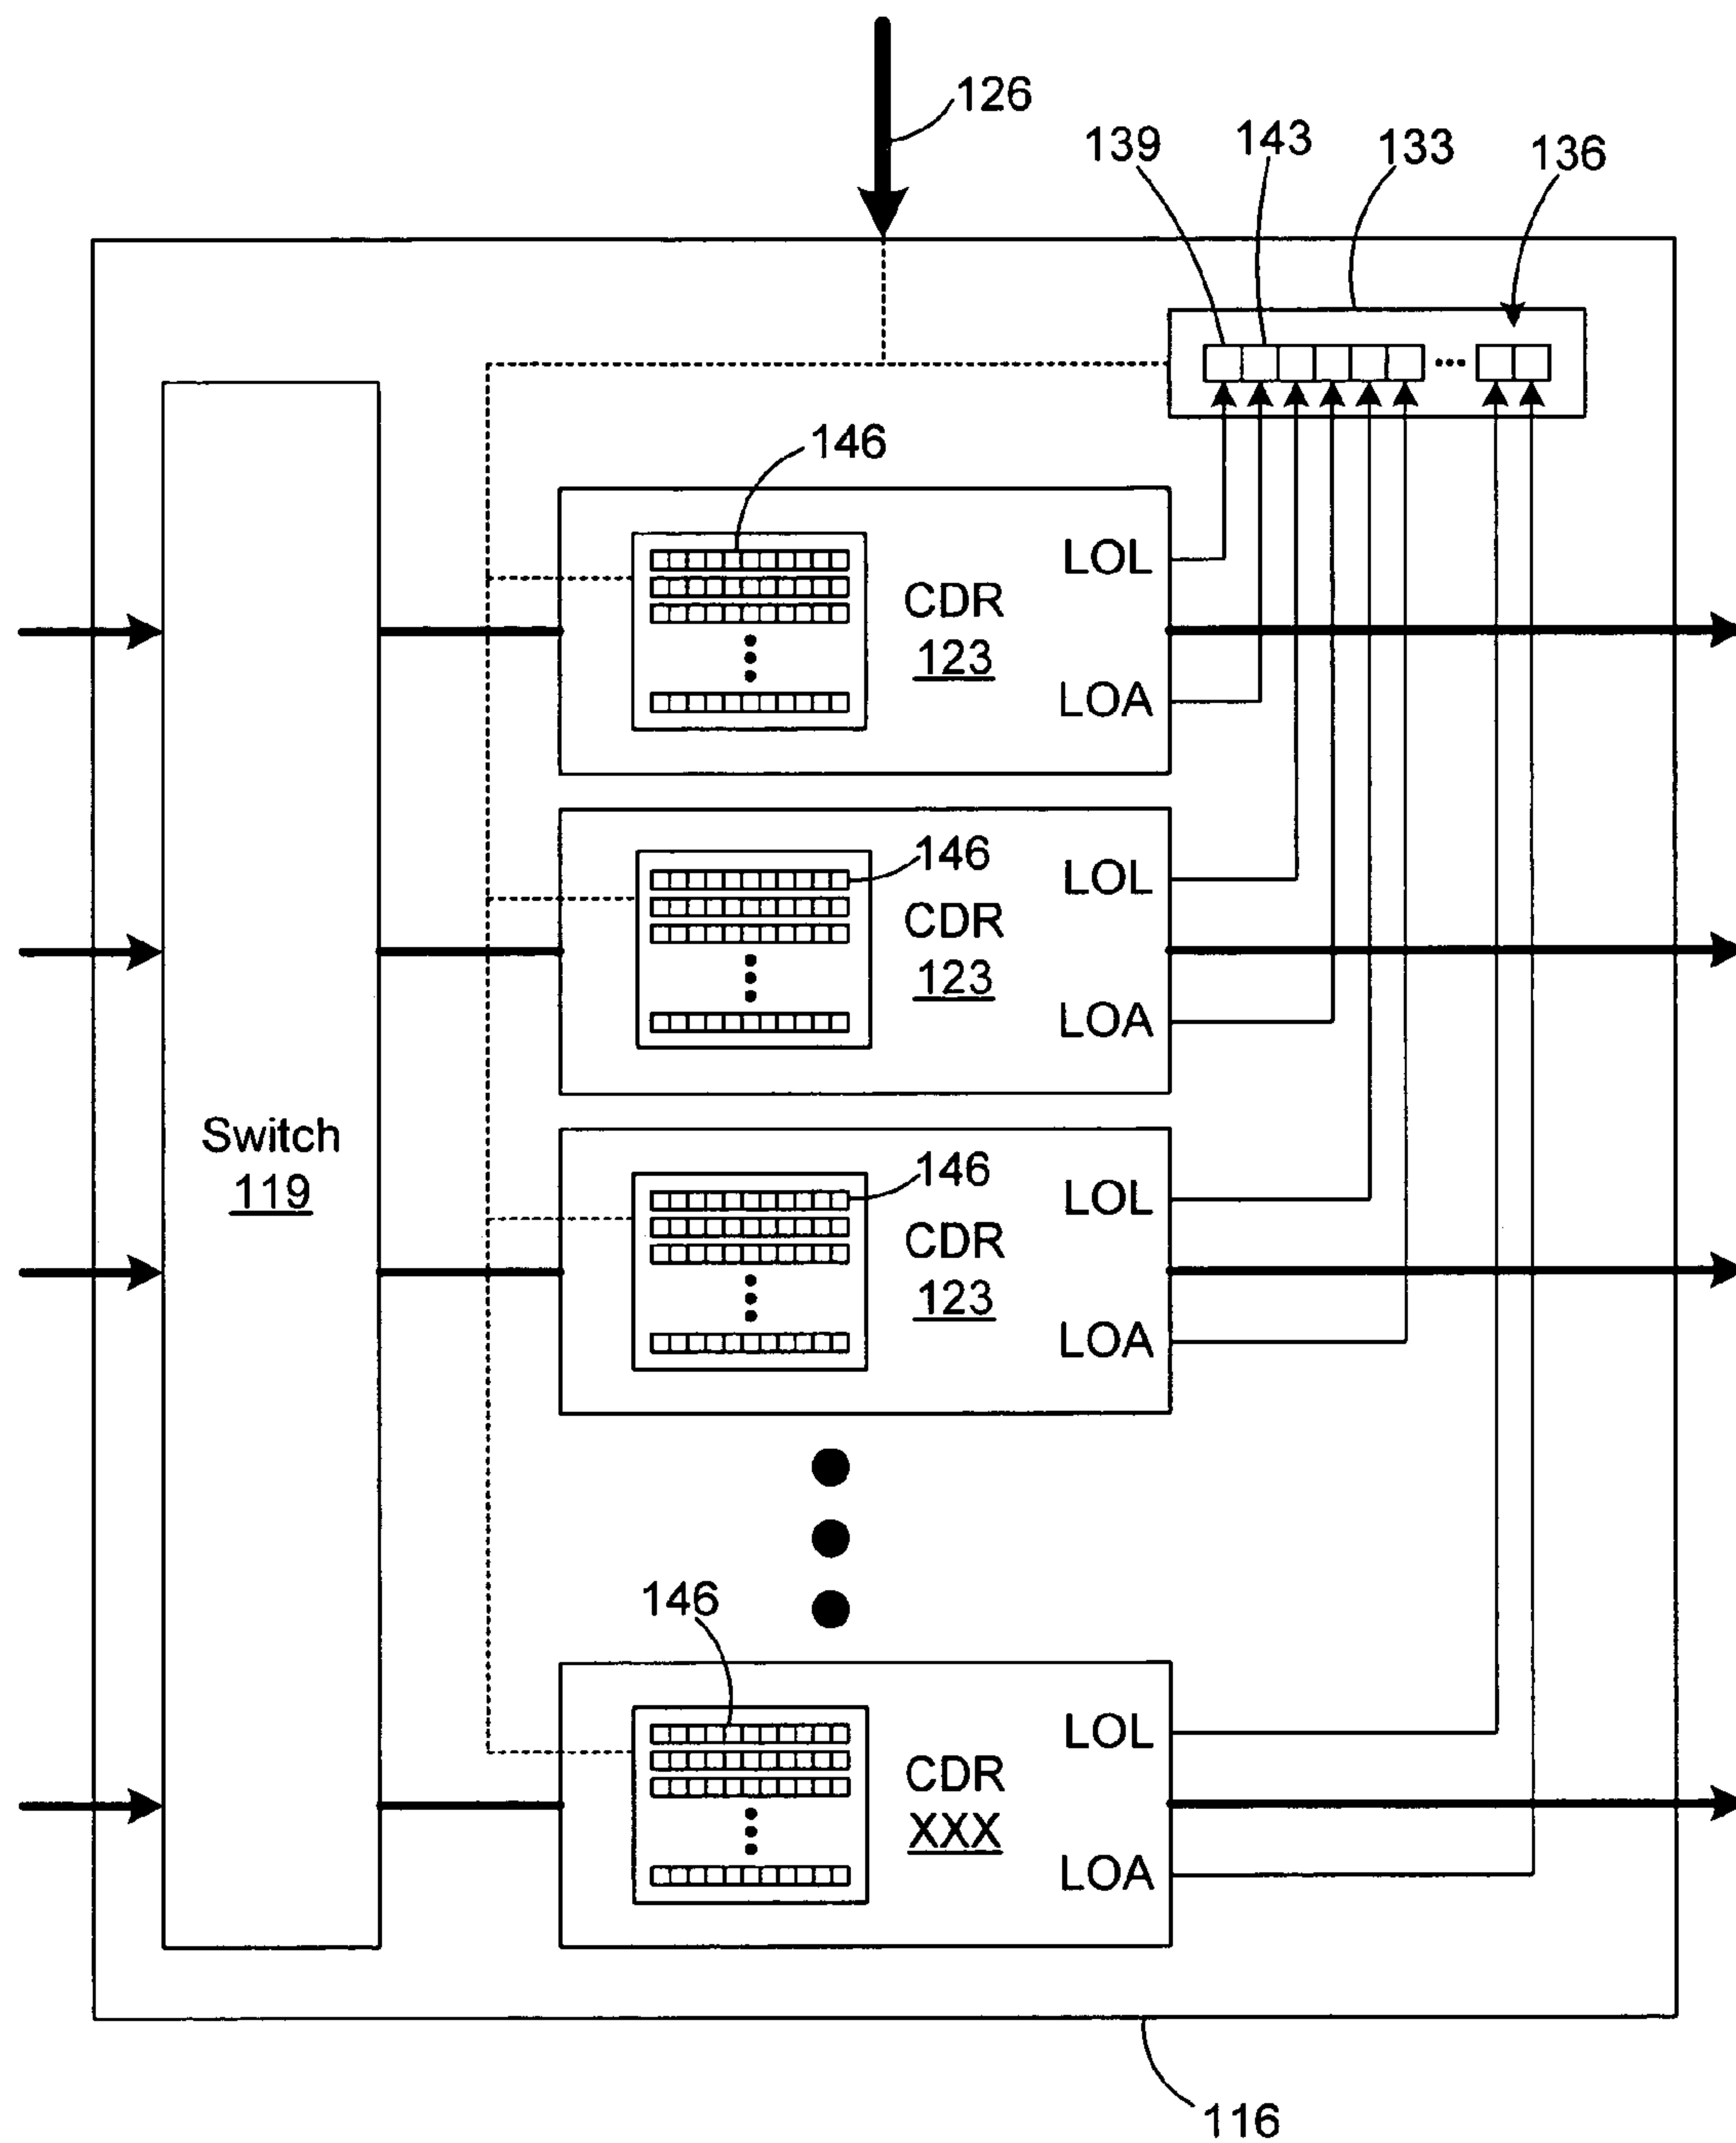 126
139
143
133
136
146
LOL
CDR
123
LOA
146
LOL
CDR
123
LOA
Switch
119
146
LOL
CDR
123
LOA
146
LOL
CDR
XXX
LOA
116